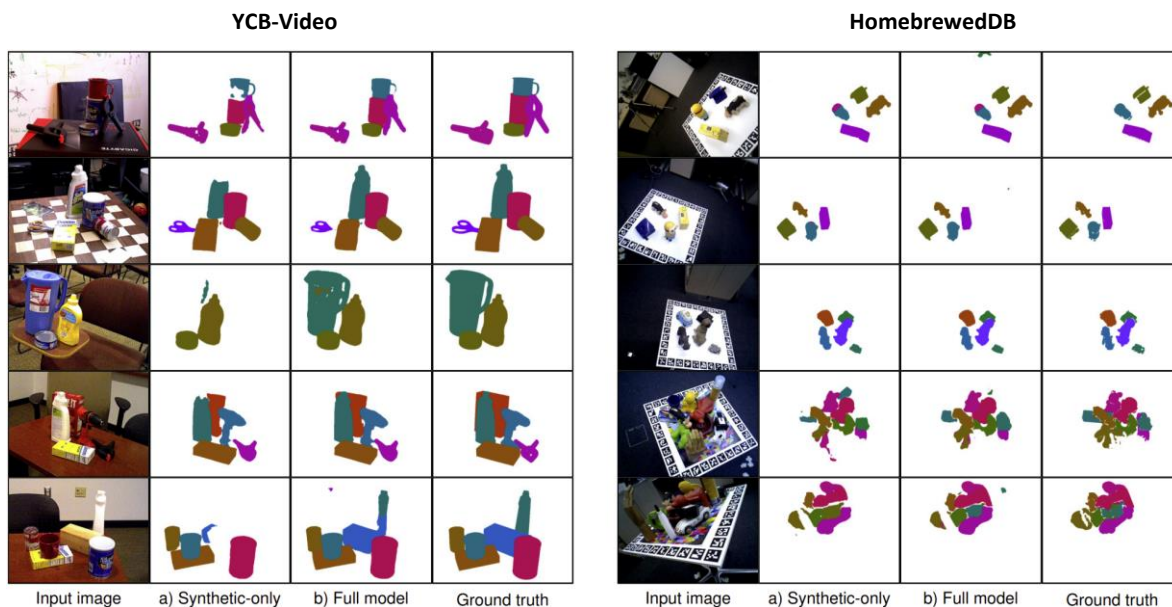 YCB-Video
HomebrewedDB
GIGABYTE
Input image
a) Synthetic-only
b) Full model
Ground truth
Input image
a) Synthetic-only
b) Full model
Ground truth